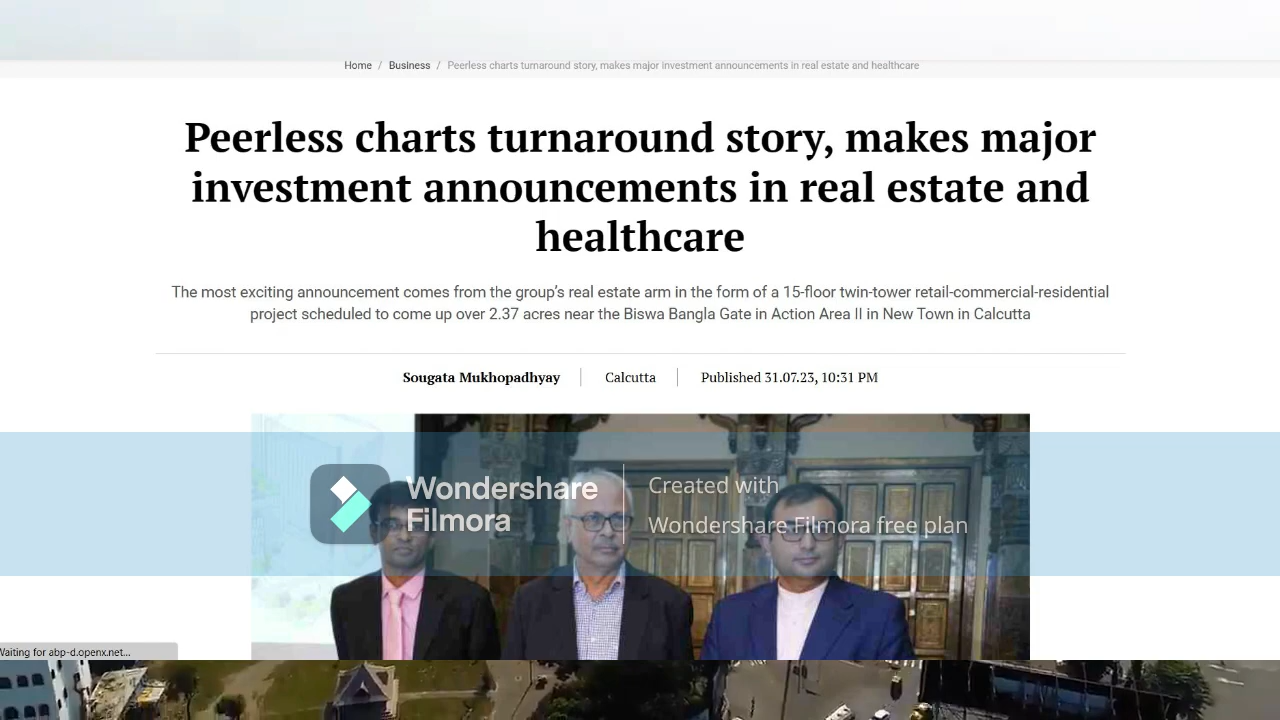 Home / Business / Peerless charts turnaround story, makes major investment announcements in real estate and healthcare
Peerless charts turnaround story, makes major
investment announcements in real estate and
healthcare
The most exciting announcement comes from the group's real estate arm in the form of a 15-floor twin-tower retail-commercial-residential
project scheduled to come up over 2.37 acres near the Biswa Bangla Gate in Action Area II in New Town in Calcutta
Sougata Mukhopadhyay
Calcutta
Published 31.07.23, 10:31 PM
Wondershare
Filmora
Created with
Wondershare Filmora free plan
Waiting for